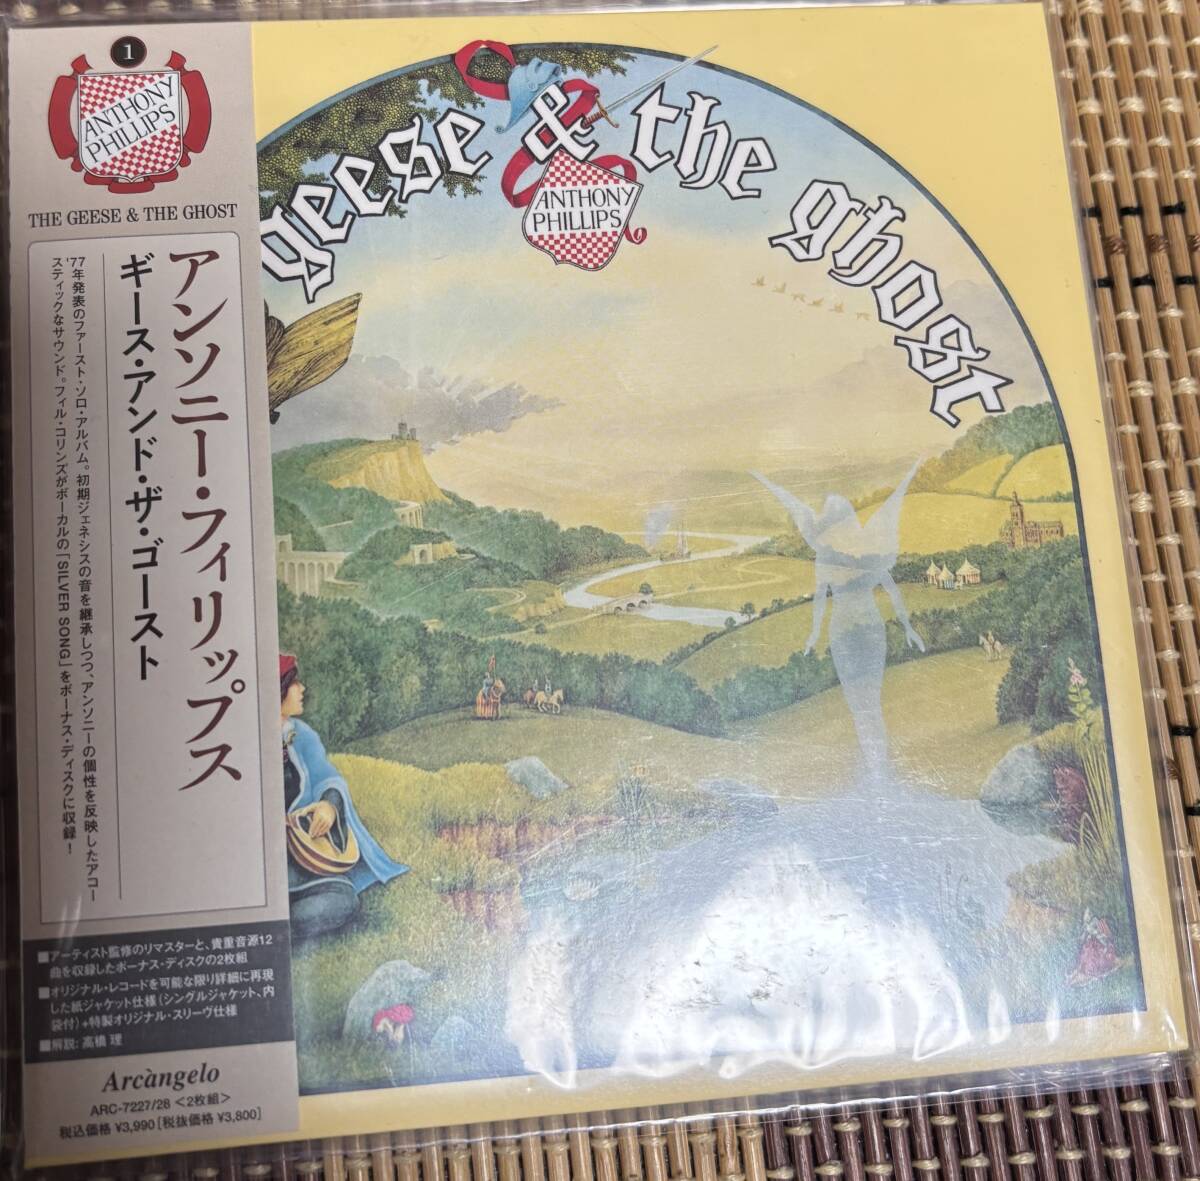 1
ANTHONY
PHILLIPS
THE GEESE & THE GHOST
アンソニー・フィリップス
ギース・アンド・ザ・ゴースト
'77年発表のファースト・ソロ・アルバム。初期ジェネシスの音を継承しつつ、アンソニーの個性を反映したアコー
スティックなサウンド。フィル・コリンズがボーカルの「SILVER SONG」をボーナス・ディスクに収録！
■アーティスト監修のリマスターと、貴重音源12
曲を収録したボーナス・ディスクの2枚組
■オリジナル・レコードを可能な限り詳細に再現
した紙ジャケット仕様（シングルジャケット、内
袋付）+特製オリジナル・スリーヴ仕様
■解説: 高橋 理
Arcàngelo
ARC-7227/28 <2枚組>
税込価格 ¥3,990 [税抜価格 ¥3,800]
geese & the ghost
ANTHONY
PHILLIPS